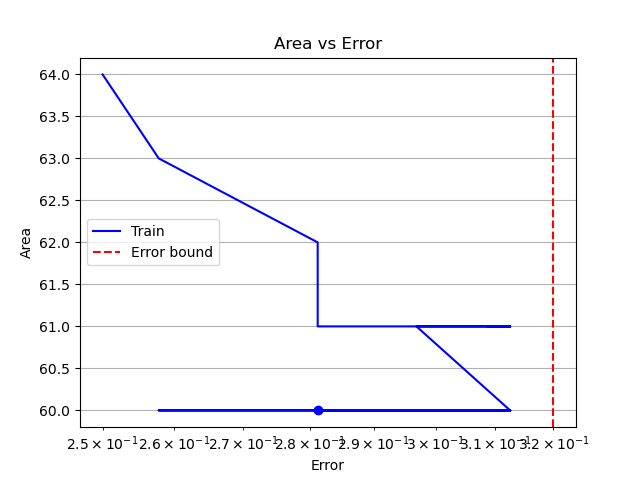 Area vs Error
64.0
63.5
63.0
62.5
62.0
61.5
61.0
60.5
60.0
Area
Train
Error bound
2.5 × 10⁻¹ 2.6 × 10⁻¹ 2.7 × 10⁻¹ 2.8 × 10⁻¹ 2.9 × 10⁻¹ 3 × 10⁻¹ 3.1 × 10⁻¹ 3.2 × 10⁻¹
Error